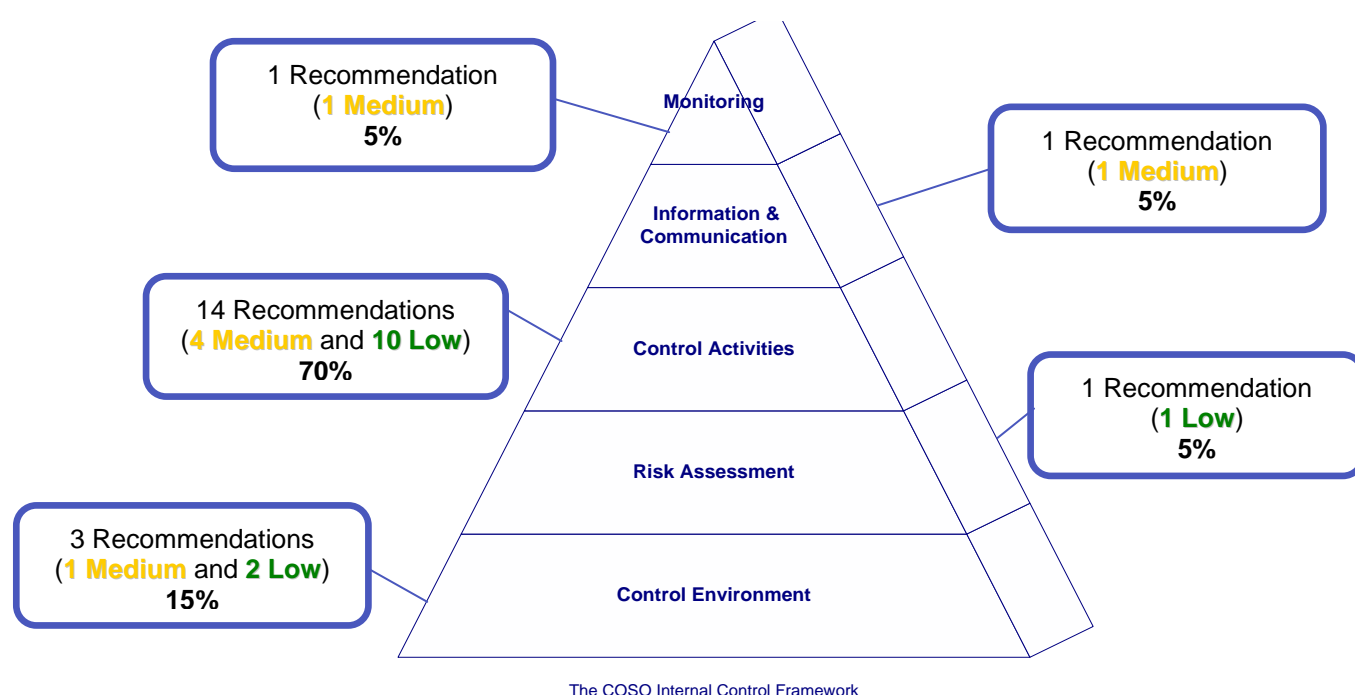 1 Recommendation
(1 Medium)
5%
Monitoring
1 Recommendation
(1 Medium)
5%
Information &
Communication
14 Recommendations
(4 Medium and 10 Low)
70%
Control Activities
1 Recommendation
(1 Low)
5%
Risk Assessment
3 Recommendations
(1 Medium and 2 Low)
15%
Control Environment
The COSO Internal Control Framework